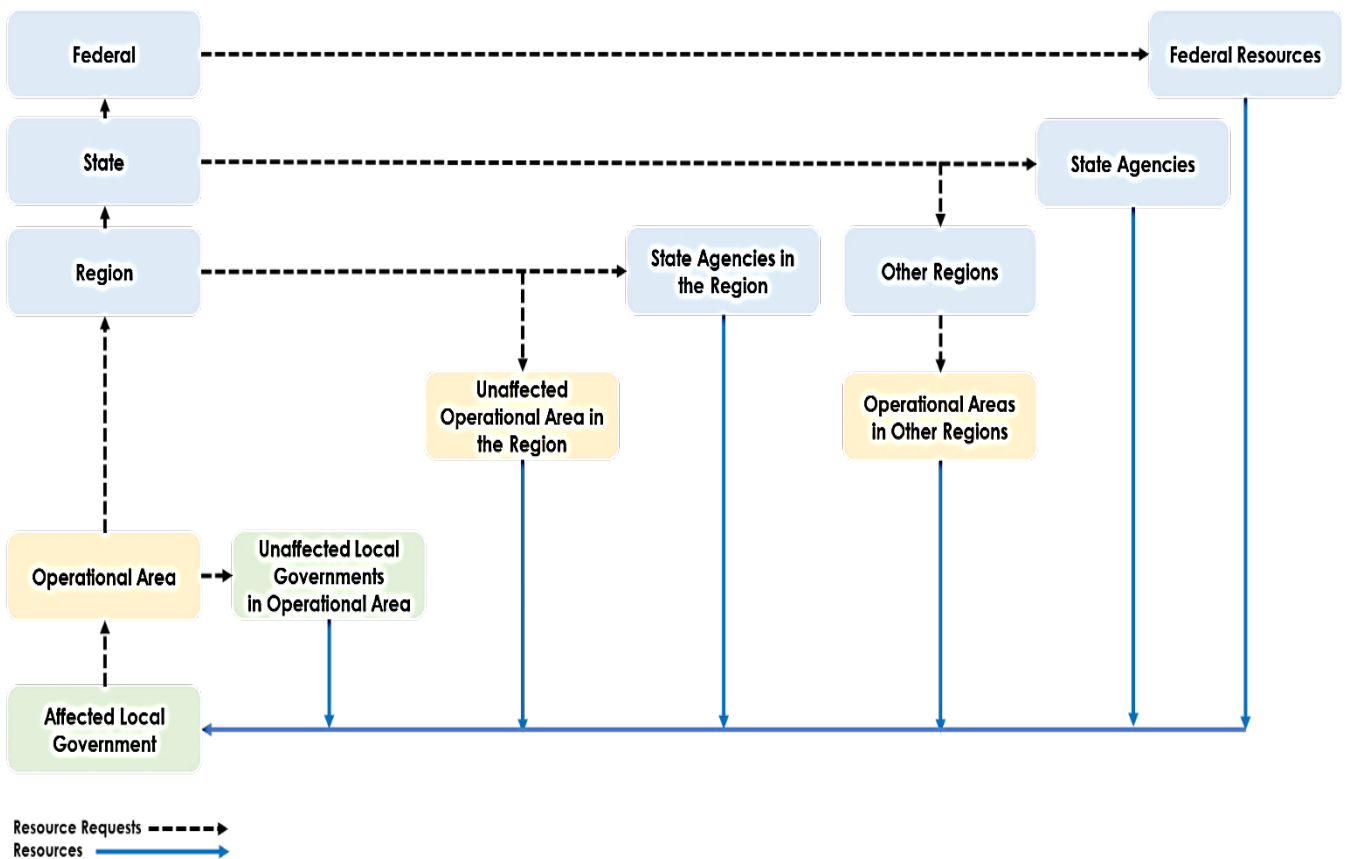 Federal
Federal Resources
State
State Agencies
Region
State Agencies in
the Region
Other Regions
Unaffected
Operational Area in
the Region
Operational Areas
in Other Regions
Operational Area
Unaffected Local
Governments
in Operational Area
Affected Local
Government
Resource Requests
Resources